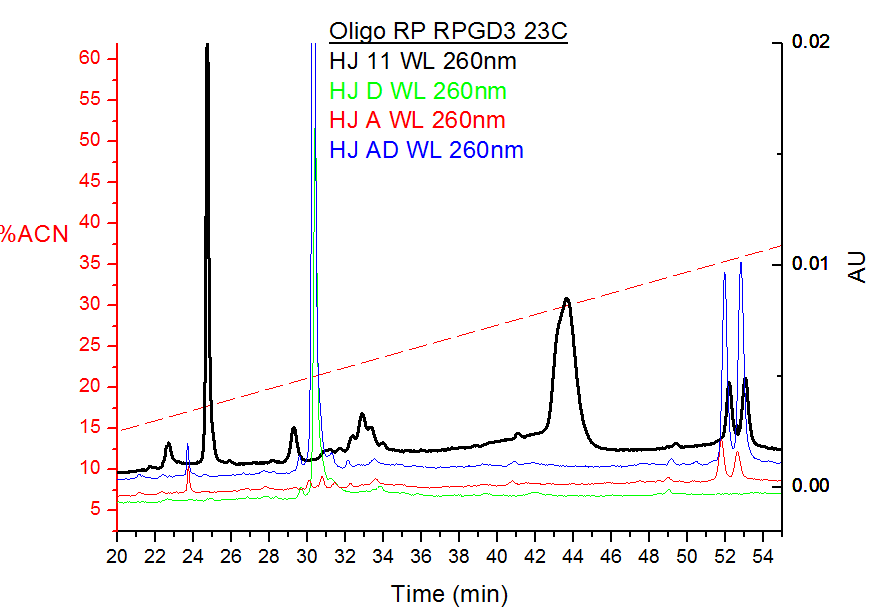 Oligo RP RPGD3 23C
HJ 11 WL 260nm
HJ D WL 260nm
HJ A WL 260nm
HJ AD WL 260nm
60
55
50
45
40
35
30
25
20
15
10
5
%ACN
0.02
0.01
0.00
AU
20 22 24 26 28 30 32 34 36 38 40 42 44 46 48 50 52 54
Time (min)